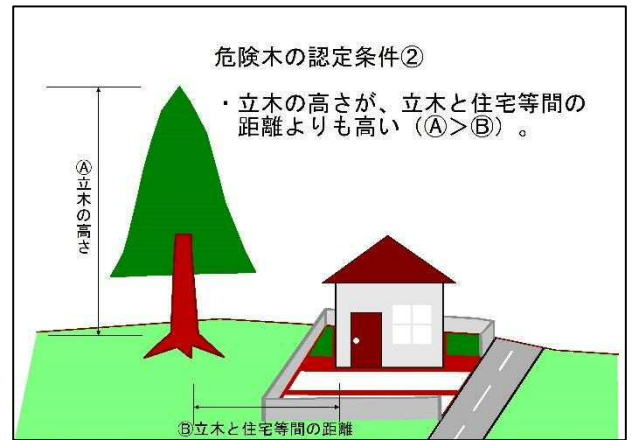 危険木の認定条件②
・立木の高さが、立木と住宅等間の
距離よりも高い（Ⓐ＞Ⓑ）。
Ⓐ立木の高さ
Ⓑ立木と住宅等間の距離